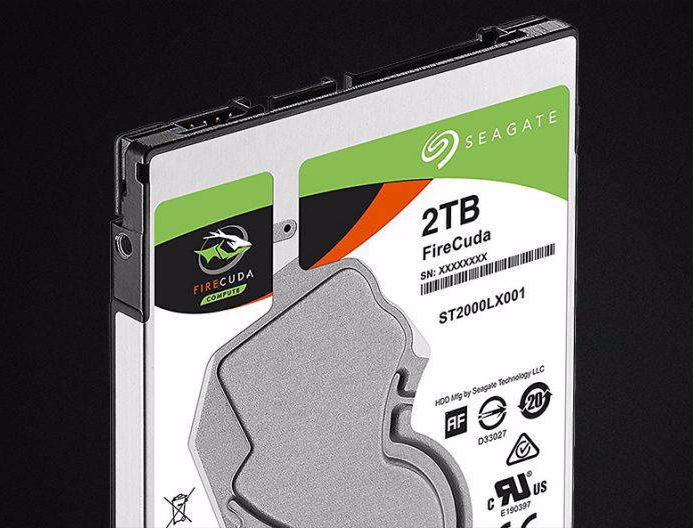 SEAGATE
2TB
FireCuda
SN: XXXXXXXX
ST2000LX001
FIRECUDA
COMPUTE
HDD Mfg by Seagate Technology LLC
AF
20
D33027
c RU US
E190397